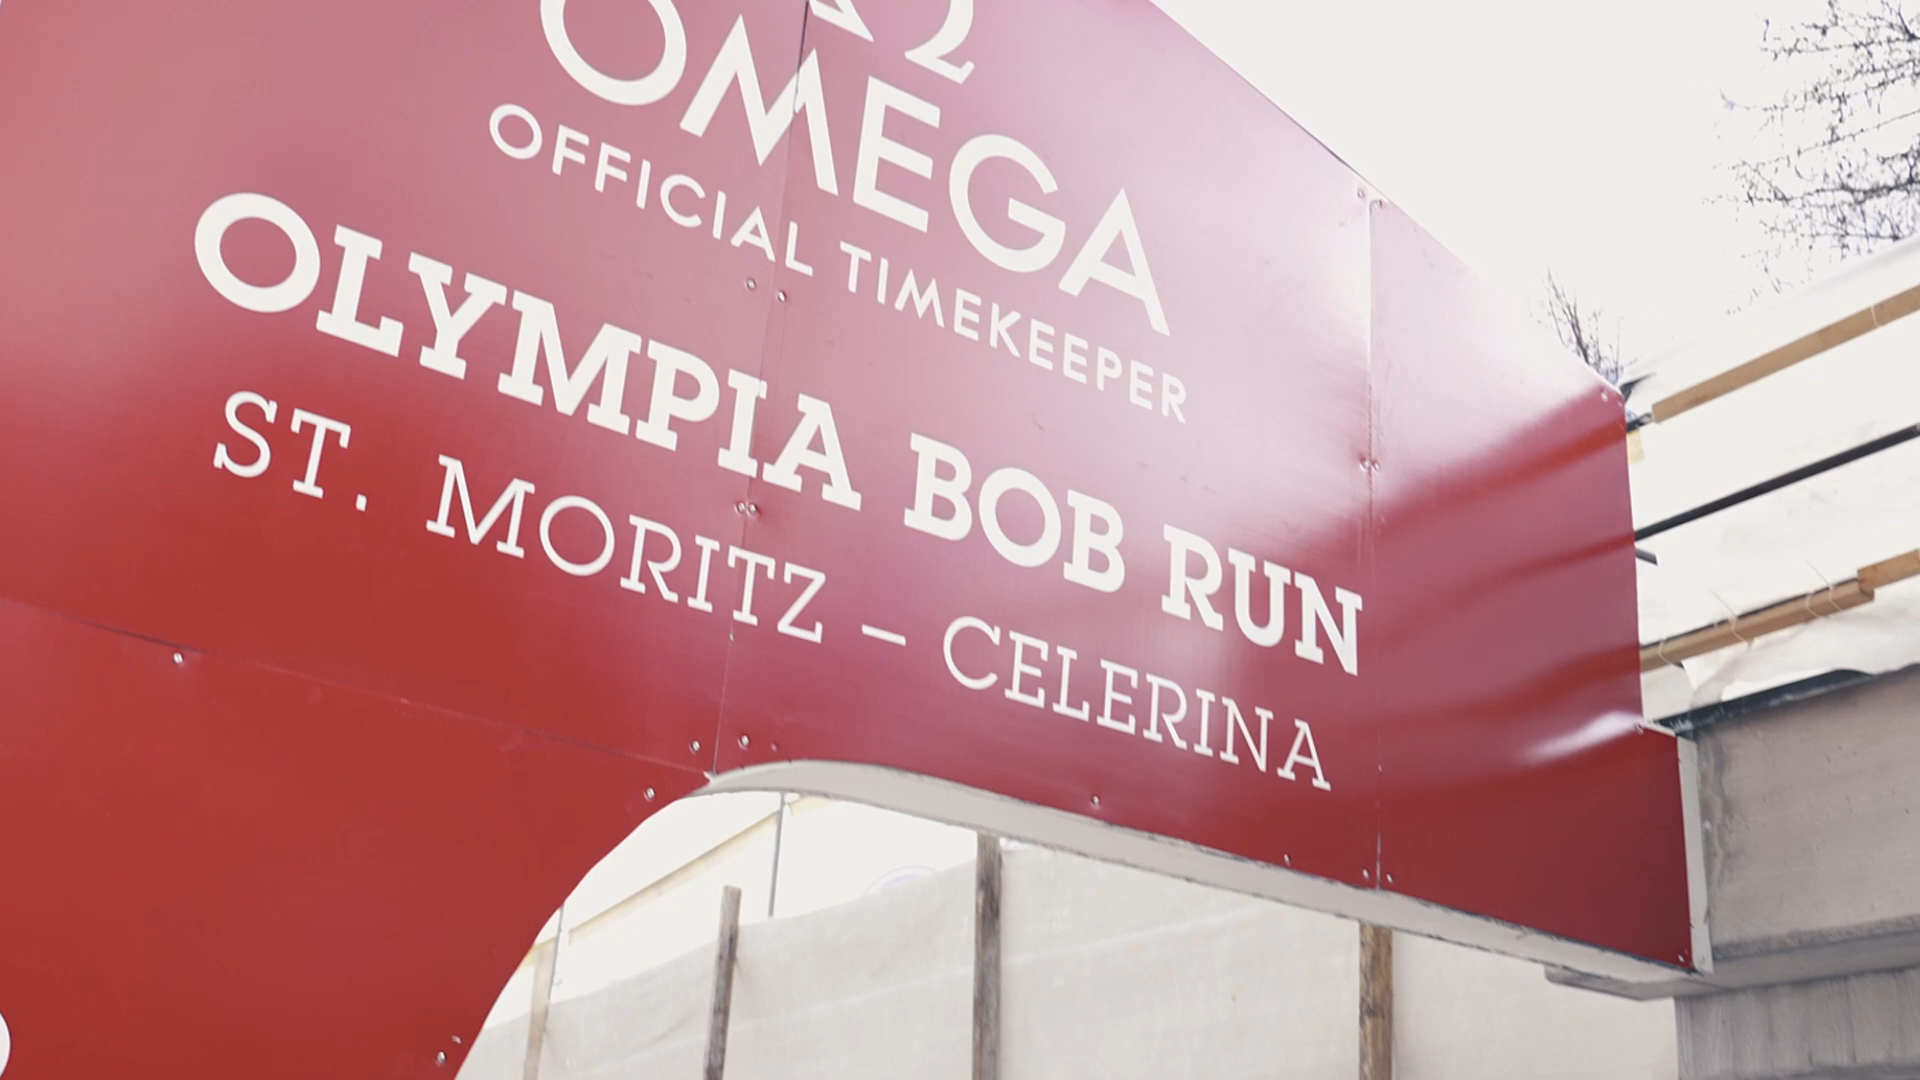 Ω
OMEGA
OFFICIAL TIMEKEEPER
OLYMPIA BOB RUN
ST. MORITZ – CELERINA